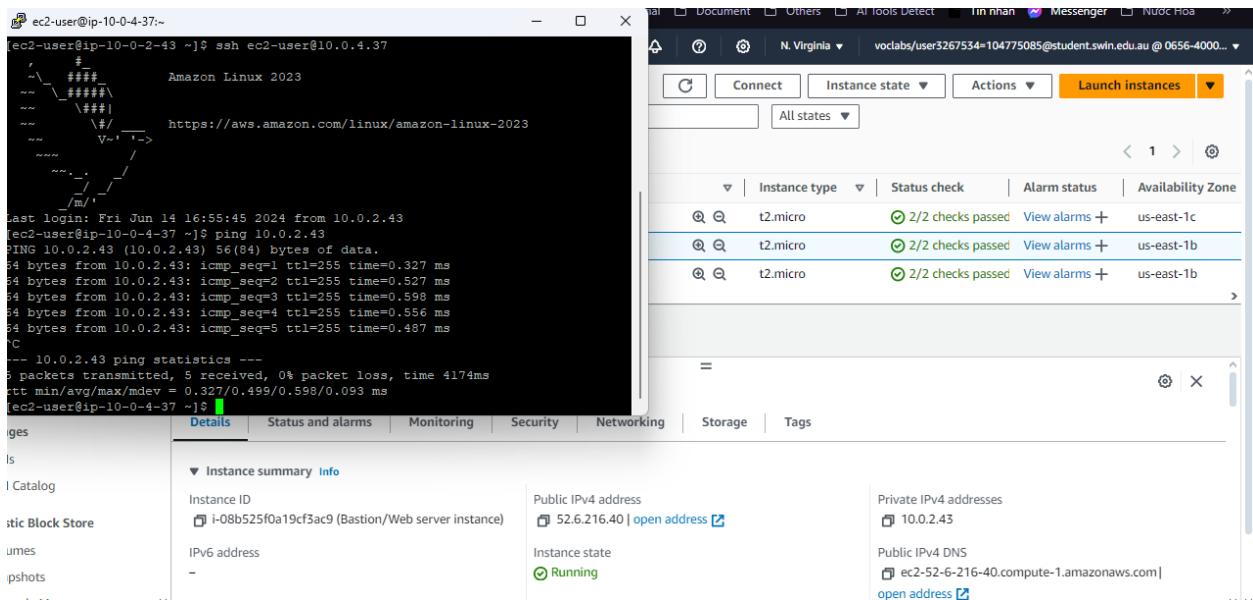 ec2-user@ip-10-0-4-37:~
[ec2-user@ip-10-0-2-43 ~]$ ssh ec2-user@10.0.4.37
   ,     #_
   ~\_  ####_        Amazon Linux 2023
  ~~  \_#####\
  ~~     \###|
  ~~       \#/ ___   https://aws.amazon.com/linux/amazon-linux-2023
   ~~       V~' '->
    ~~~         /
      ~~._.   _/
         _/ _/
       _/m/'
Last login: Fri Jun 14 16:55:45 2024 from 10.0.2.43
[ec2-user@ip-10-0-4-37 ~]$ ping 10.0.2.43
PING 10.0.2.43 (10.0.2.43) 56(84) bytes of data.
64 bytes from 10.0.2.43: icmp_seq=1 ttl=255 time=0.327 ms
64 bytes from 10.0.2.43: icmp_seq=2 ttl=255 time=0.527 ms
64 bytes from 10.0.2.43: icmp_seq=3 ttl=255 time=0.598 ms
64 bytes from 10.0.2.43: icmp_seq=4 ttl=255 time=0.556 ms
64 bytes from 10.0.2.43: icmp_seq=5 ttl=255 time=0.487 ms
^C
--- 10.0.2.43 ping statistics ---
5 packets transmitted, 5 received, 0% packet loss, time 4174ms
rtt min/avg/max/mdev = 0.327/0.499/0.598/0.093 ms
[ec2-user@ip-10-0-4-37 ~]$
Document Others AI Tools Detect Tin nhắn Messenger Nước Hoa »
N. Virginia voclabs/user3267534=104775085@student.swin.edu.au @ 0656-4000...
Connect Instance state Actions Launch instances
All states
1
Instance type Status check Alarm status Availability Zone
t2.micro 2/2 checks passed View alarms + us-east-1c
t2.micro 2/2 checks passed View alarms + us-east-1b
t2.micro 2/2 checks passed View alarms + us-east-1b
Catalog
Block Store
Details Status and alarms Monitoring Security Networking Storage Tags
Instance summary Info
Instance ID
i-08b525f0a19cf3ac9 (Bastion/Web server instance)
IPv6 address
–
Public IPv4 address
52.6.216.40 | open address
Instance state
Running
Private IPv4 addresses
10.0.2.43
Public IPv4 DNS
ec2-52-6-216-40.compute-1.amazonaws.com |
open address